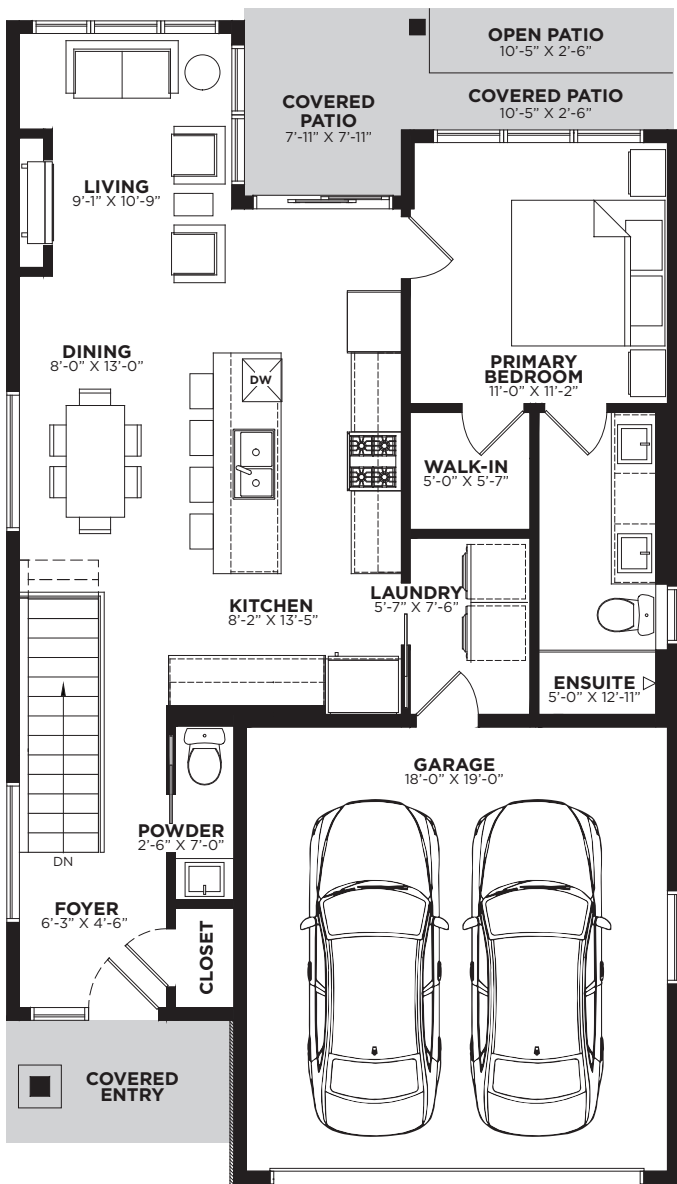 OPEN PATIO
10'-5" X 2'-6"
COVERED PATIO
10'-5" X 2'-6"
COVERED
PATIO
7'-11" X 7'-11"
LIVING
9'-1" X 10'-9"
DINING
8'-0" X 13'-0"
DW
PRIMARY
BEDROOM
11'-0" X 11'-2"
WALK-IN
5'-0" X 5'-7"
KITCHEN
8'-2" X 13'-5"
LAUNDRY
5'-7" X 7'-6"
ENSUITE
5'-0" X 12'-11"
GARAGE
18'-0" X 19'-0"
POWDER
2'-6" X 7'-0"
DN
FOYER
6'-3" X 4'-6"
CLOSET
COVERED
ENTRY